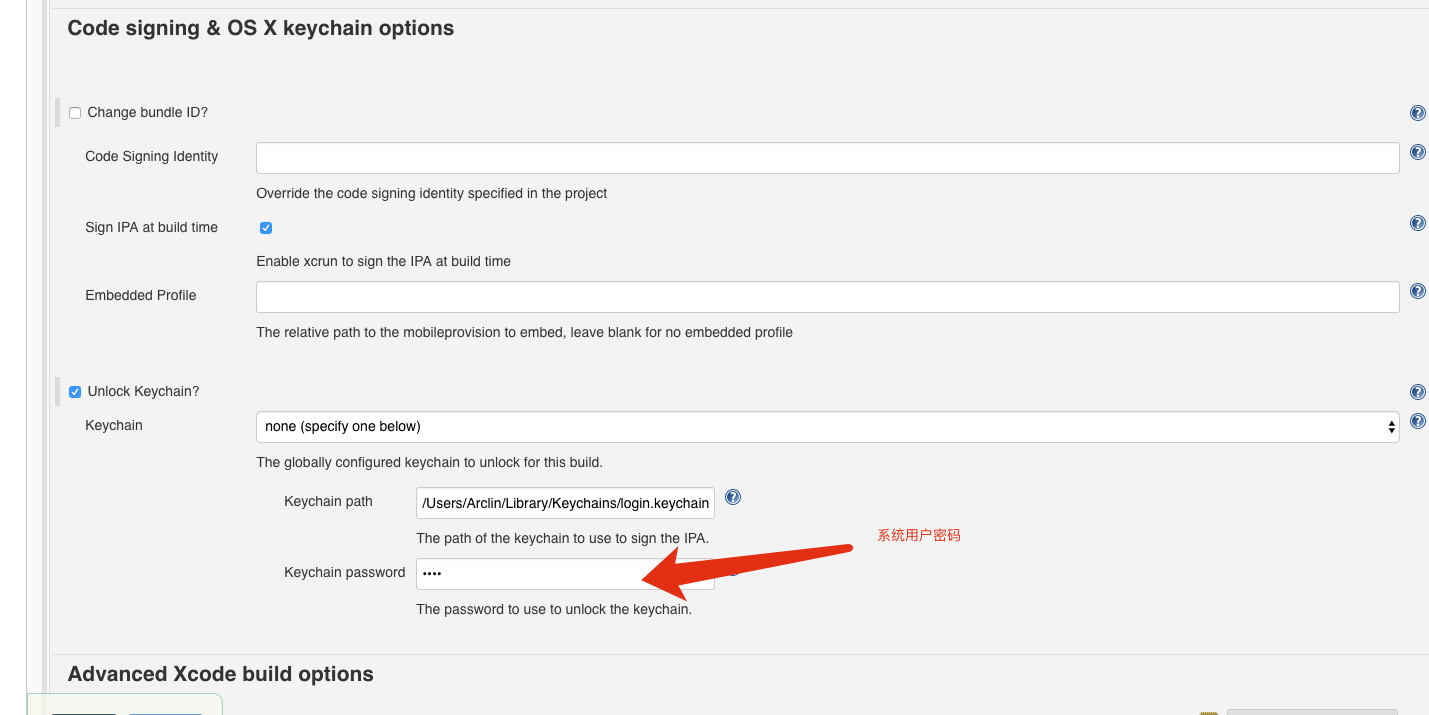 Code signing & OS X keychain options
Change bundle ID?
Code Signing Identity
Override the code signing identity specified in the project
Sign IPA at build time
Enable xcrun to sign the IPA at build time
Embedded Profile
The relative path to the mobileprovision to embed, leave blank for no embedded profile
Unlock Keychain?
Keychain
none (specify one below)
The globally configured keychain to unlock for this build.
Keychain path
/Users/Arclin/Library/Keychains/login.keychain
The path of the keychain to use to sign the IPA.
系统用户密码
Keychain password
••••
The password to use to unlock the keychain.
Advanced Xcode build options